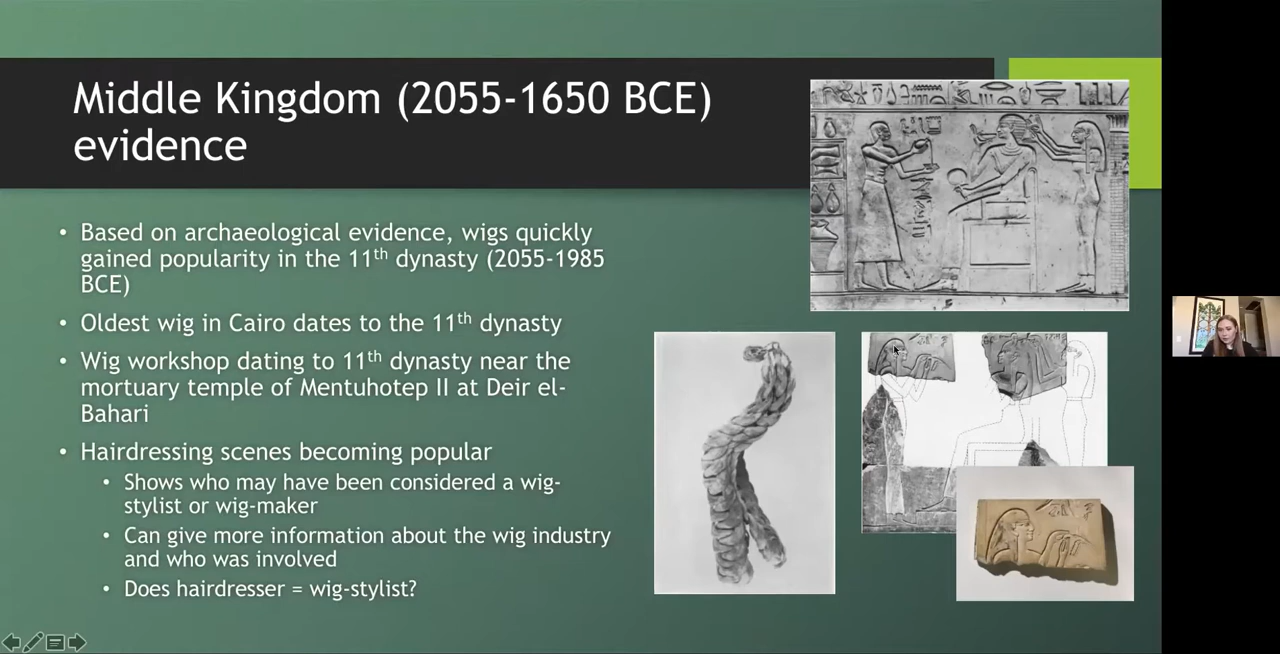 Middle Kingdom (2055-1650 BCE)
evidence
• Based on archaeological evidence, wigs quickly
gained popularity in the 11th dynasty (2055-1985
BCE)
• Oldest wig in Cairo dates to the 11th dynasty
• Wig workshop dating to 11th dynasty near the
mortuary temple of Mentuhotep II at Deir el-
Bahari
• Hairdressing scenes becoming popular
• Shows who may have been considered a wig-
stylist or wig-maker
• Can give more information about the wig industry
and who was involved
• Does hairdresser = wig-stylist?